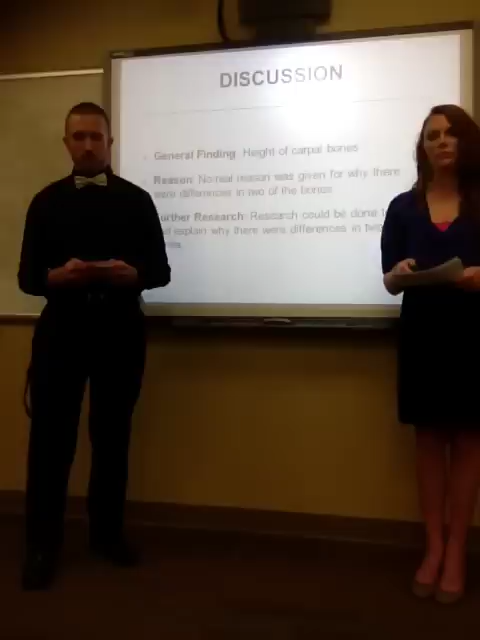 DISCUSSION
General Finding: Height of carpal bones
Reason: No real reason was given for why there
were differences in two of the bones
Further Research: Research could be done to
explain why there were differences in